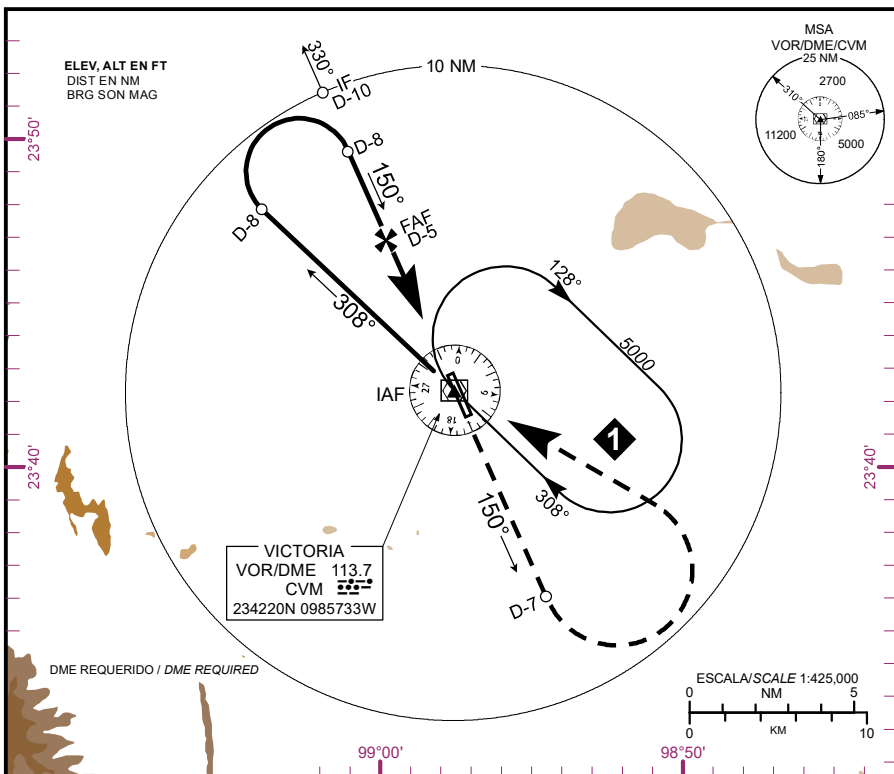 ELEV, ALT EN FT
DIST EN NM
BRG SON MAG
330°
IF
D-10
10 NM
MSA
VOR/DME/CVM
25 NM
2700
310°
085°
11200
5000
180°
23°50'
D-8
150°
FAF
D-5
D-8
308°
128°
5000
IAF
0
27
9
18
1
23°40'
23°40'
308°
150°
VICTORIA
VOR/DME 113.7
CVM
234220N 0985733W
D-7
DME REQUERIDO / DME REQUIRED
ESCALA/SCALE 1:425,000
0 NM 5
0 KM 10
99°00'
98°50'